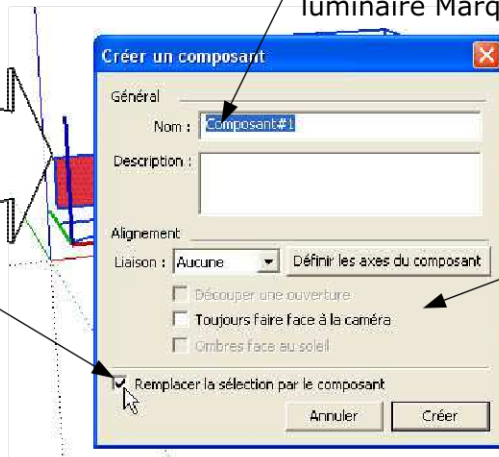 luminaire Marq
Créer un composant
Général
Nom : Composant#1
Description :
Alignement
Liaison : Aucune Définir les axes du composant
Découper une ouverture
Toujours faire face à la caméra
Ombres face au soleil
Remplacer la sélection par le composant
Annuler Créer